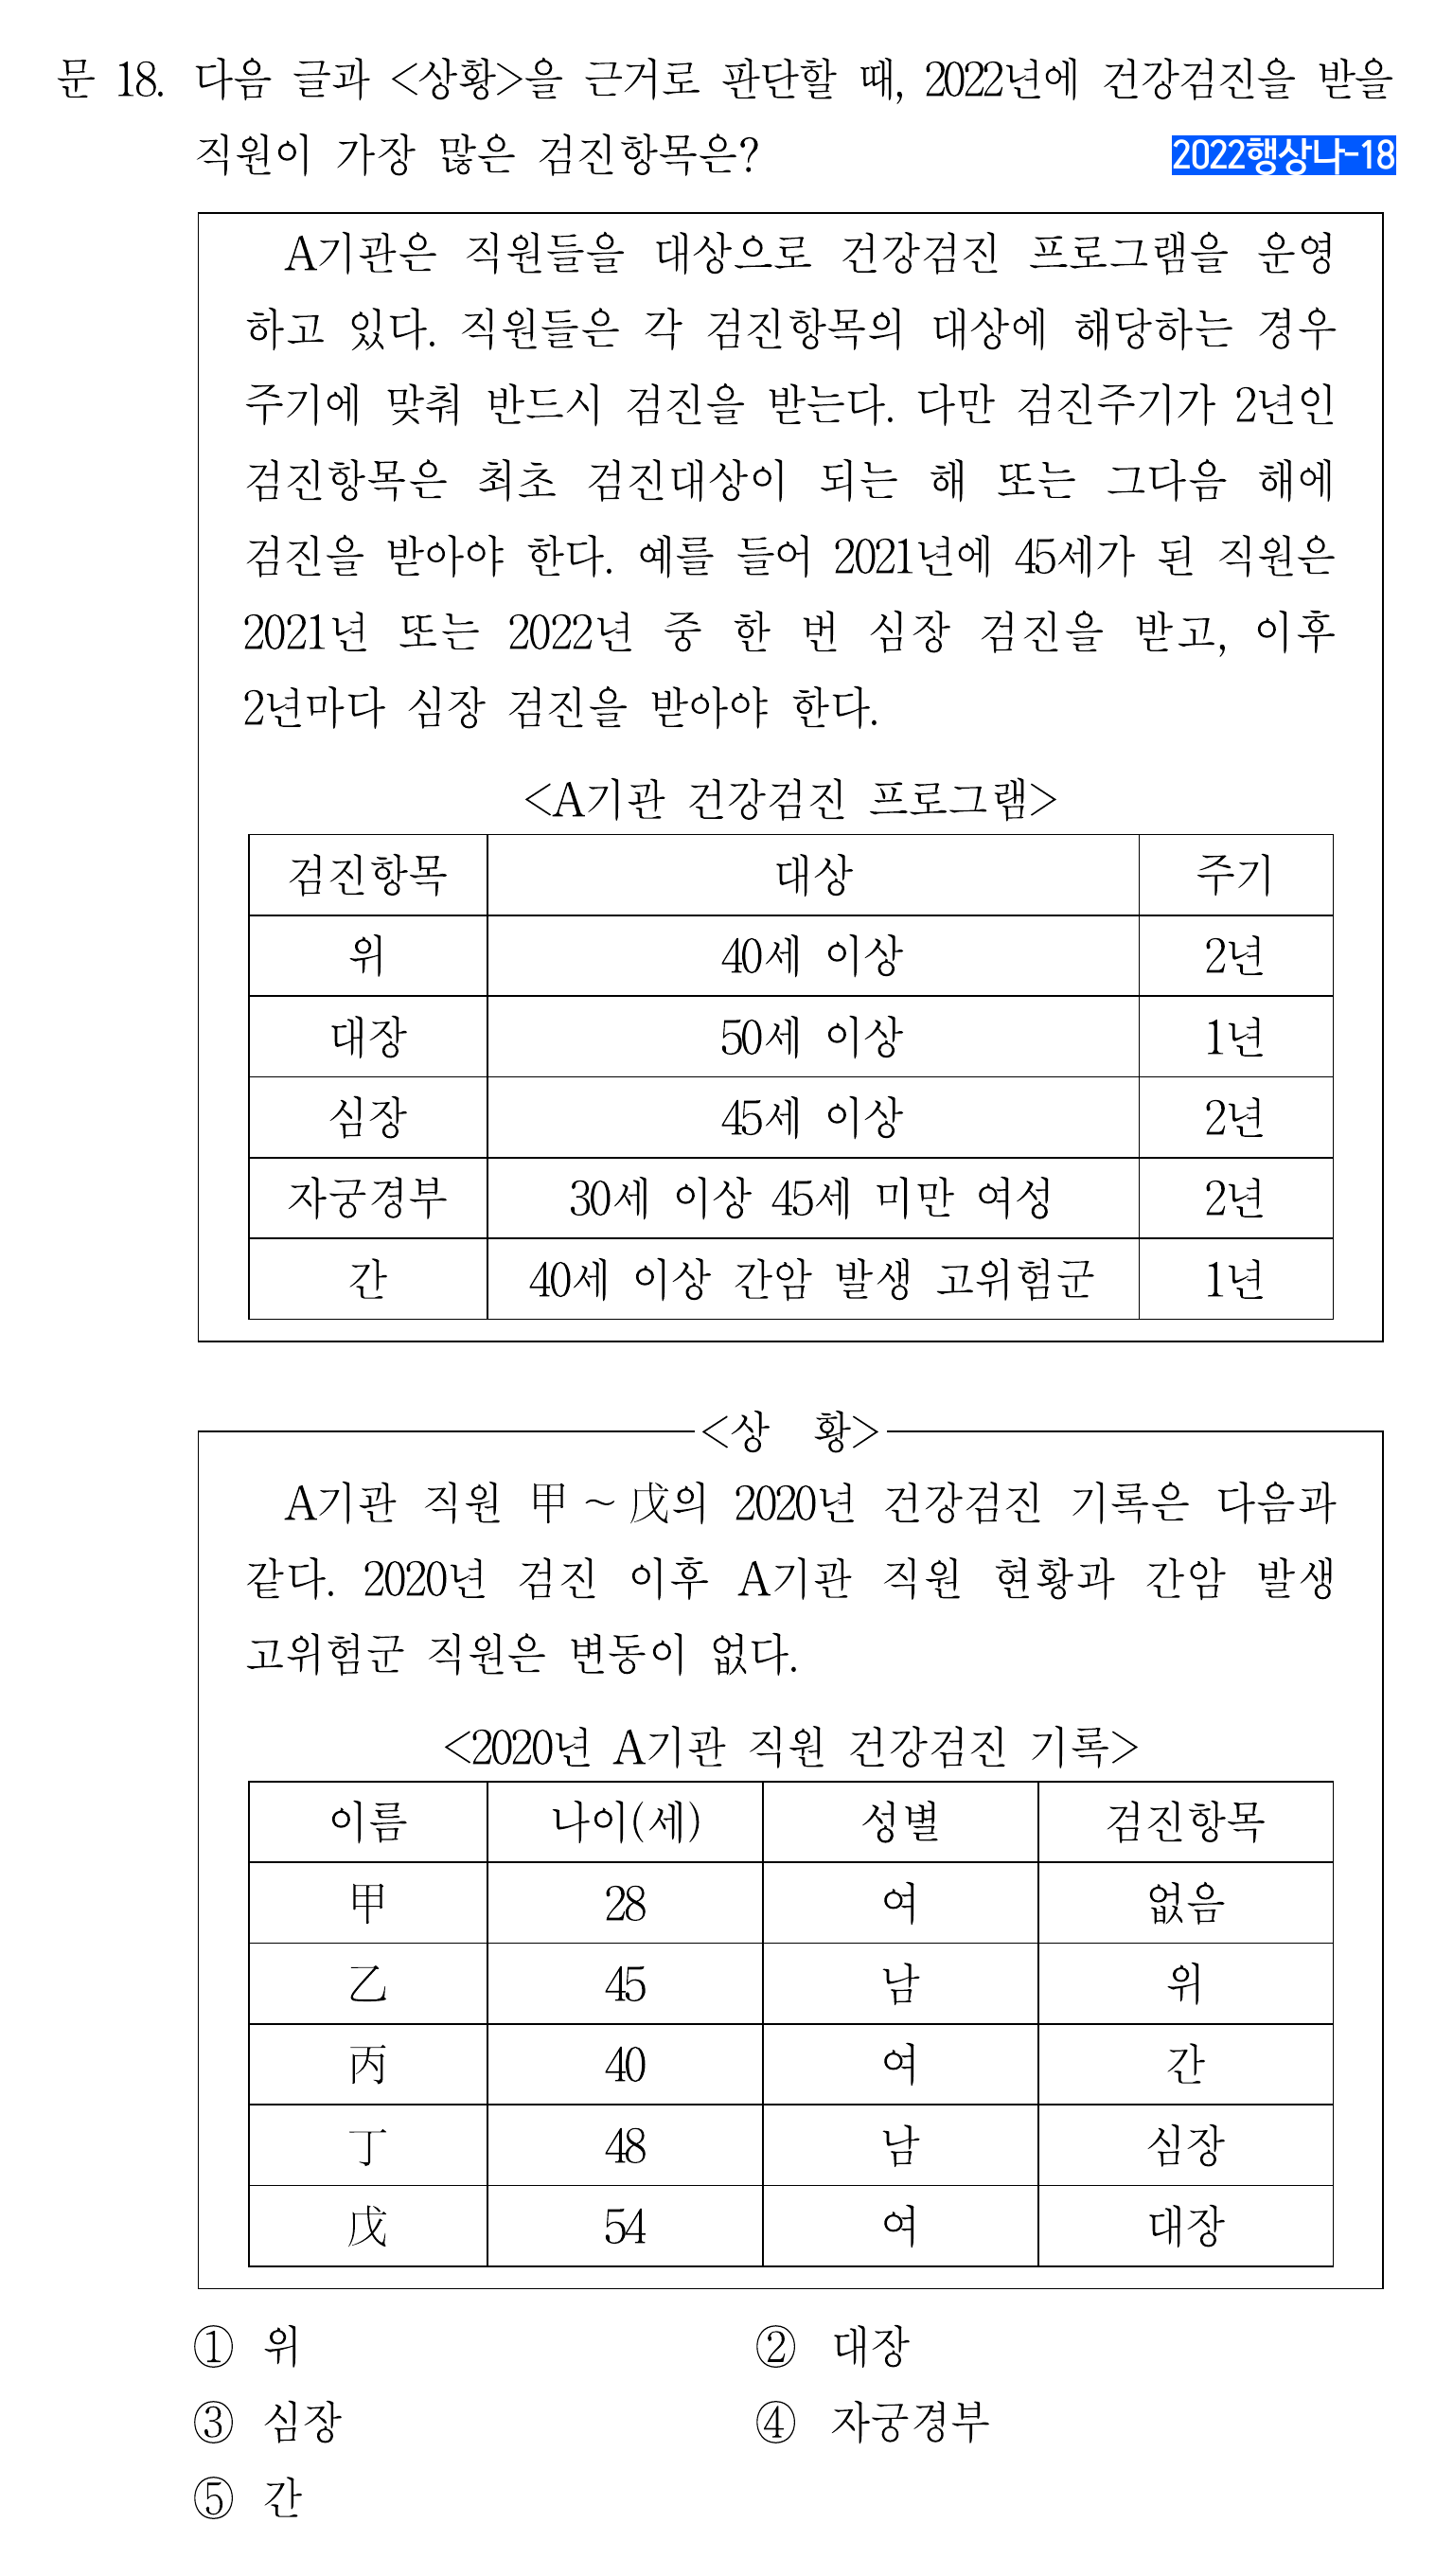 문 18. 다음 글과 <상황>을 근거로 판단할 때, 2022년에 건강검진을 받을
직원이 가장 많은 검진항목은?
2022행상나-18
A기관은 직원들을 대상으로 건강검진 프로그램을 운영
하고 있다. 직원들은 각 검진항목의 대상에 해당하는 경우
주기에 맞춰 반드시 검진을 받는다. 다만 검진주기가 2년인
검진항목은 최초 검진대상이 되는 해 또는 그다음 해에
검진을 받아야 한다. 예를 들어 2021년에 45세가 된 직원은
2021년 또는 2022년 중 한 번 심장 검진을 받고, 이후
2년마다 심장 검진을 받아야 한다.
<A기관 건강검진 프로그램>
검진항목 대상 주기
위 40세 이상 2년
대장 50세 이상 1년
심장 45세 이상 2년
자궁경부 30세 이상 45세 미만 여성 2년
간 40세 이상 간암 발생 고위험군 1년
<상 황>
A기관 직원 甲~戊의 2020년 건강검진 기록은 다음과
같다. 2020년 검진 이후 A기관 직원 현황과 간암 발생
고위험군 직원은 변동이 없다.
<2020년 A기관 직원 건강검진 기록>
이름 나이(세) 성별 검진항목
甲 28 여 없음
乙 45 남 위
丙 40 여 간
丁 48 남 심장
戊 54 여 대장
① 위 ② 대장
③ 심장 ④ 자궁경부
⑤ 간